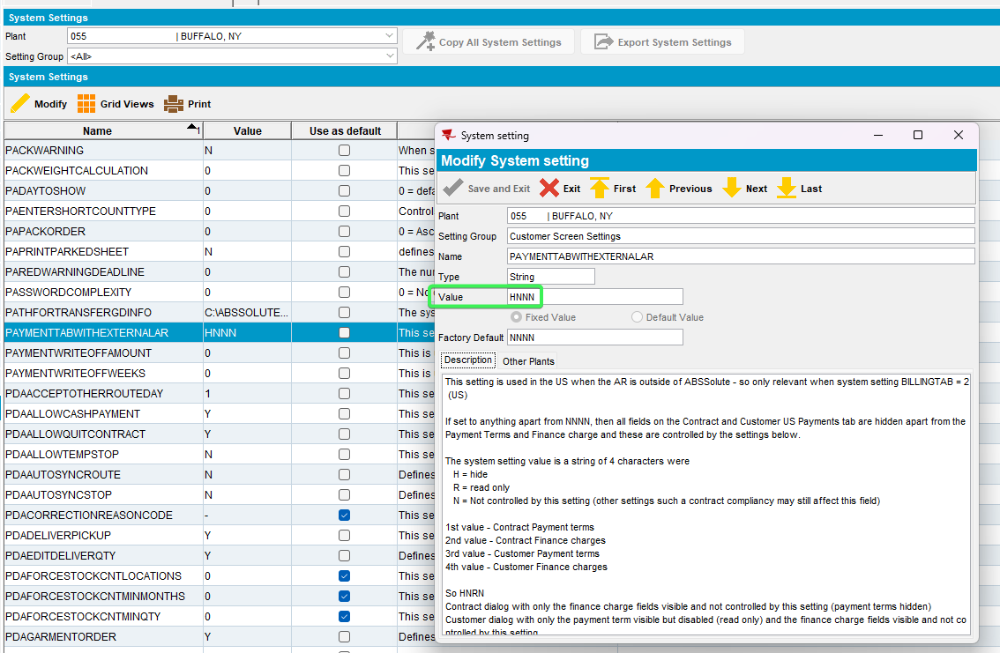 System Settings
Plant 055 | BUFFALO, NY
Copy All System Settings Export System Settings
Setting Group <All>
System Settings
Modify Grid Views Print
Name 1 Value Use as default
PACKWARNING N When s
PACKWEIGHTCALCULATION 0 This se
PADAYTOSHOW 0 0 = defa
PAENTERSHORTCOUNTTYPE 0 Control
PAPACKORDER 0 0 = Asc
PAPRINTPARKEDSHEET N defines
PAREDWARNINGDEADLINE 0 The nur
PASSWORDCOMPLEXITY 0 0 = No
PATHFORTRANSFERGDINFO C:\ABSSOLUTE... The sys
PAYMENTTABWITHEXTERNALAR HNNN This se
PAYMENTWRITEOFFAMOUNT 0 This is
PAYMENTWRITEOFFWEEKS 0 This is
PDAACCEPTOTHERROUTEDAY 1 This se
PDAALLOWCASHPAYMENT Y This se
PDAALLOWQUITCONTRACT Y This se
PDAALLOWTEMPSTOP N This se
PDAAUTOSYNCROUTE N Defines
PDAAUTOSYNCSTOP N Defines
PDACORRECTIONREASONCODE - This se
PDADELIVERPICKUP Y This se
PDAEDITDELIVERQTY Y Defines
PDAFORCESTOCKCNTLOCATIONS 0 This se
PDAFORCESTOCKCNTMINMONTHS 0 This se
PDAFORCESTOCKCNTMINQTY 0 This se
PDAGARMENTORDER Y Defines
System setting
Modify System setting
Save and Exit Exit First Previous Next Last
Plant 055 | BUFFALO, NY
Setting Group Customer Screen Settings
Name PAYMENTTABWITHEXTERNALAR
Type String
Value HNNN
Fixed Value Default Value
Factory Default NNNN
Description Other Plants
This setting is used in the US when the AR is outside of ABSSolute - so only relevant when system setting BILLINGTAB = 2
(US)
If set to anything apart from NNNN, then all fields on the Contract and Customer US Payments tab are hidden apart from the
Payment Terms and Finance charge and these are controlled by the settings below.
The system setting value is a string of 4 characters were
H = hide
R = read only
N = Not controlled by this setting (other settings such a contract compliancy may still affect this field)
1st value - Contract Payment terms
2nd value - Contract Finance charges
3rd value - Customer Payment terms
4th value - Customer Finance charges
So HNRN
Contract dialog with only the finance charge fields visible and not controlled by this setting (payment terms hidden)
Customer dialog with only the payment term visible but disabled (read only) and the finance charge fields visible and not co
ntrolled by this setting